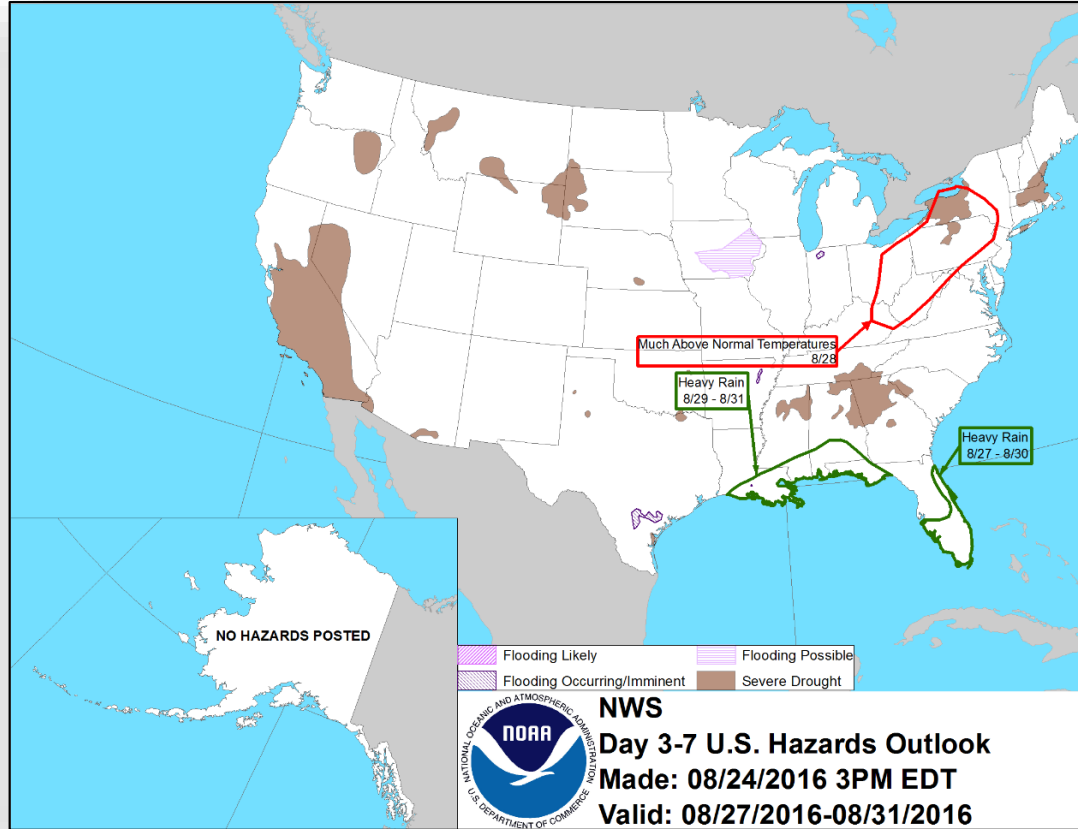 Much Above Normal Temperatures
8/28
Heavy Rain
8/29 - 8/31
Heavy Rain
8/27 - 8/30
NO HAZARDS POSTED
Flooding Likely
Flooding Possible
Flooding Occurring/Imminent
Severe Drought
NATIONAL OCEANIC AND ATMOSPHERIC ADMINISTRATION
NOAA
U.S. DEPARTMENT OF COMMERCE
NWS
Day 3-7 U.S. Hazards Outlook
Made: 08/24/2016 3PM EDT
Valid: 08/27/2016-08/31/2016